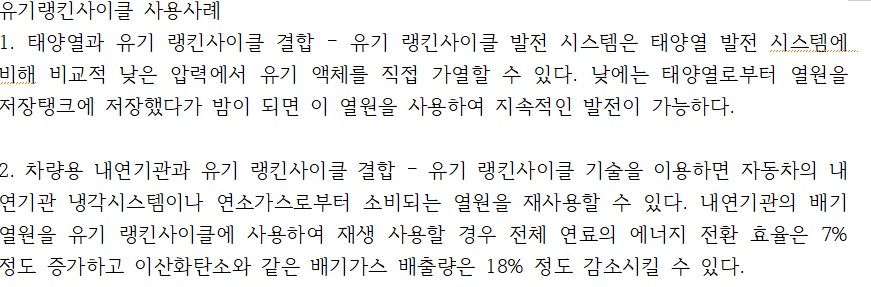 유기랭킨사이클 사용사례
1. 태양열과 유기 랭킨사이클 결합 - 유기 랭킨사이클 발전 시스템은 태양열 발전 시스템에
비해 비교적 낮은 압력에서 유기 액체를 직접 가열할 수 있다. 낮에는 태양열로부터 열원을
저장탱크에 저장했다가 밤이 되면 이 열원을 사용하여 지속적인 발전이 가능하다.
2. 차량용 내연기관과 유기 랭킨사이클 결합 - 유기 랭킨사이클 기술을 이용하면 자동차의 내
연기관 냉각시스템이나 연소가스로부터 소비되는 열원을 재사용할 수 있다. 내연기관의 배기
열원을 유기 랭킨사이클에 사용하여 재생 사용할 경우 전체 연료의 에너지 전환 효율은 7%
정도 증가하고 이산화탄소와 같은 배기가스 배출량은 18% 정도 감소시킬 수 있다.